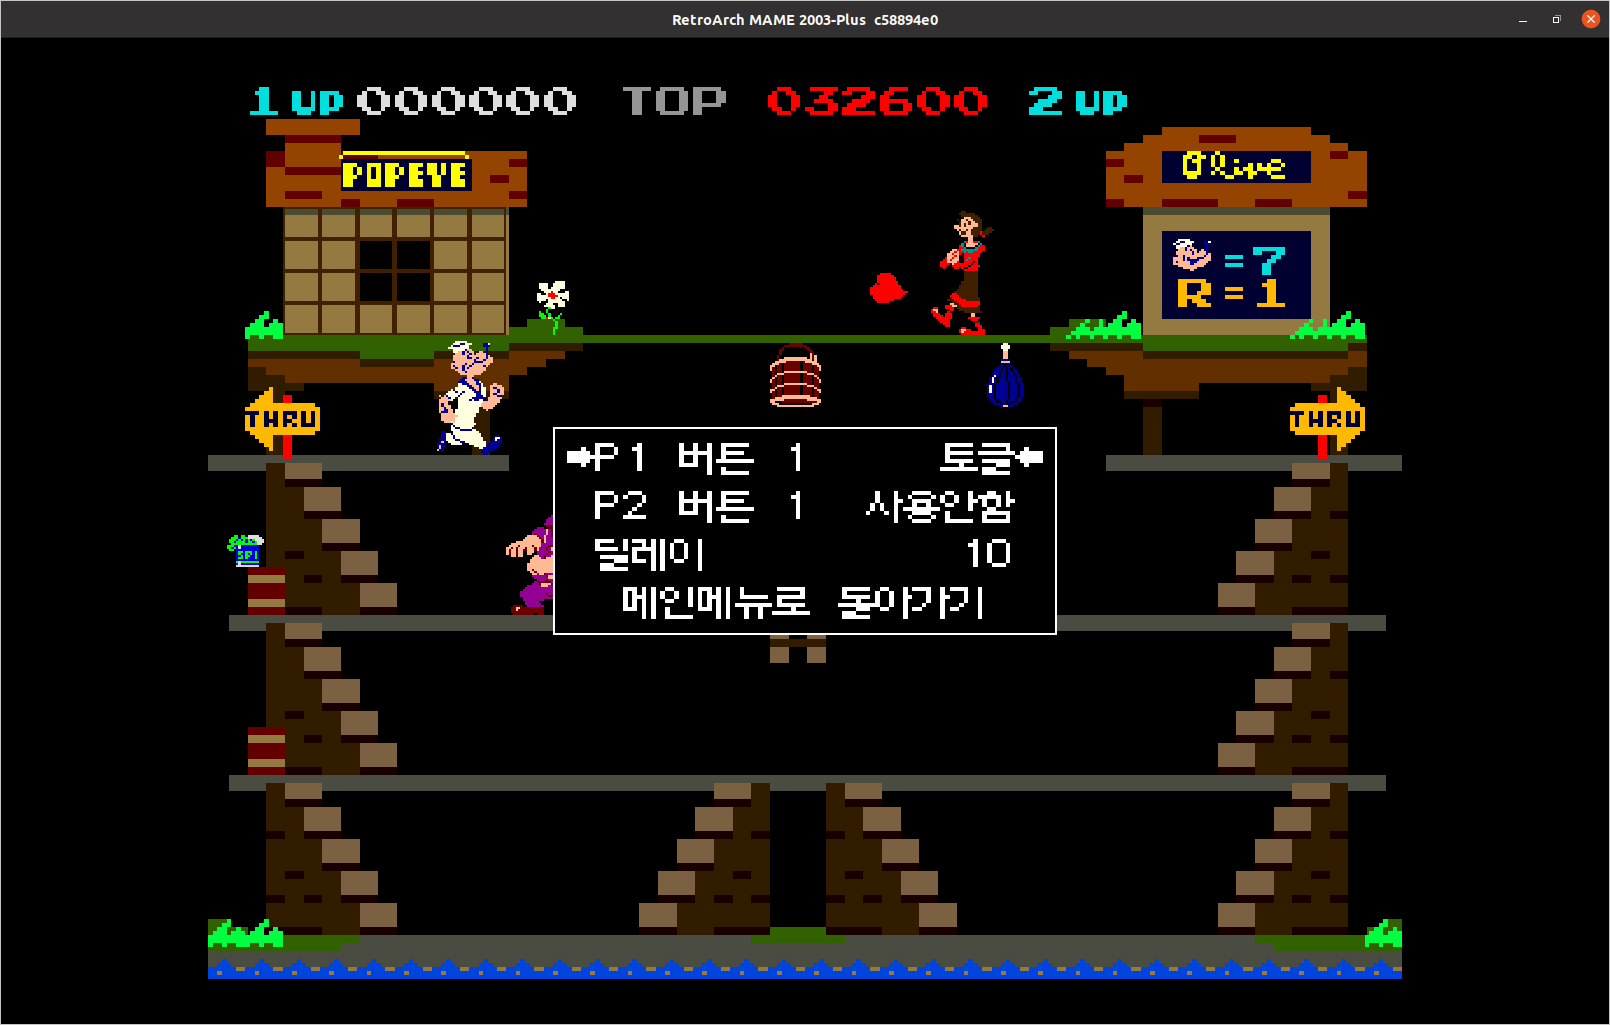 RetroArch MAME 2003-Plus c58894e0
1 UP 000000 TOP 032600 2 UP
POPEYE
Olive
= 7
R = 1
THRU
THRU
P1 버튼 1 토글
P2 버튼 1 사용안함
SPI
딜레이 10
메인메뉴로 돌아가기